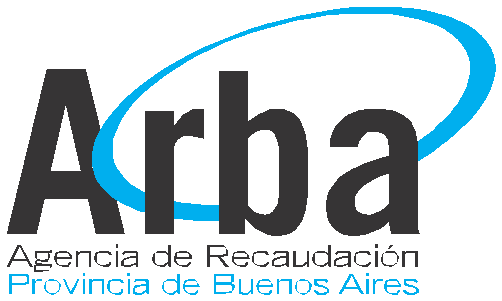 Arba
Agencia de Recaudación
Provincia de Buenos Aires